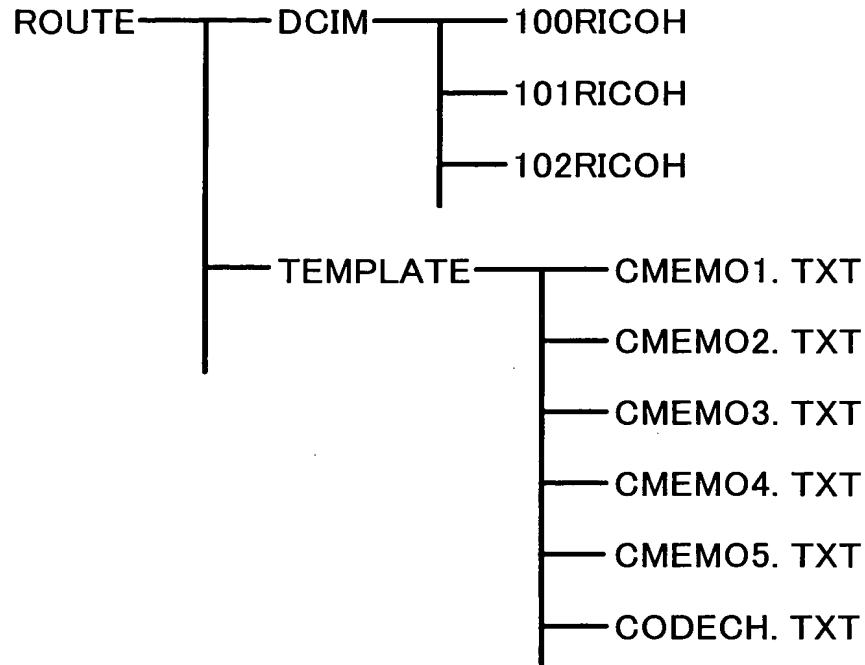 ROUTE DCIM 100RICOH
101RICOH
102RICOH
TEMPLATE CMEMO1. TXT
CMEMO2. TXT
CMEMO3. TXT
CMEMO4. TXT
CMEMO5. TXT
CODECH. TXT